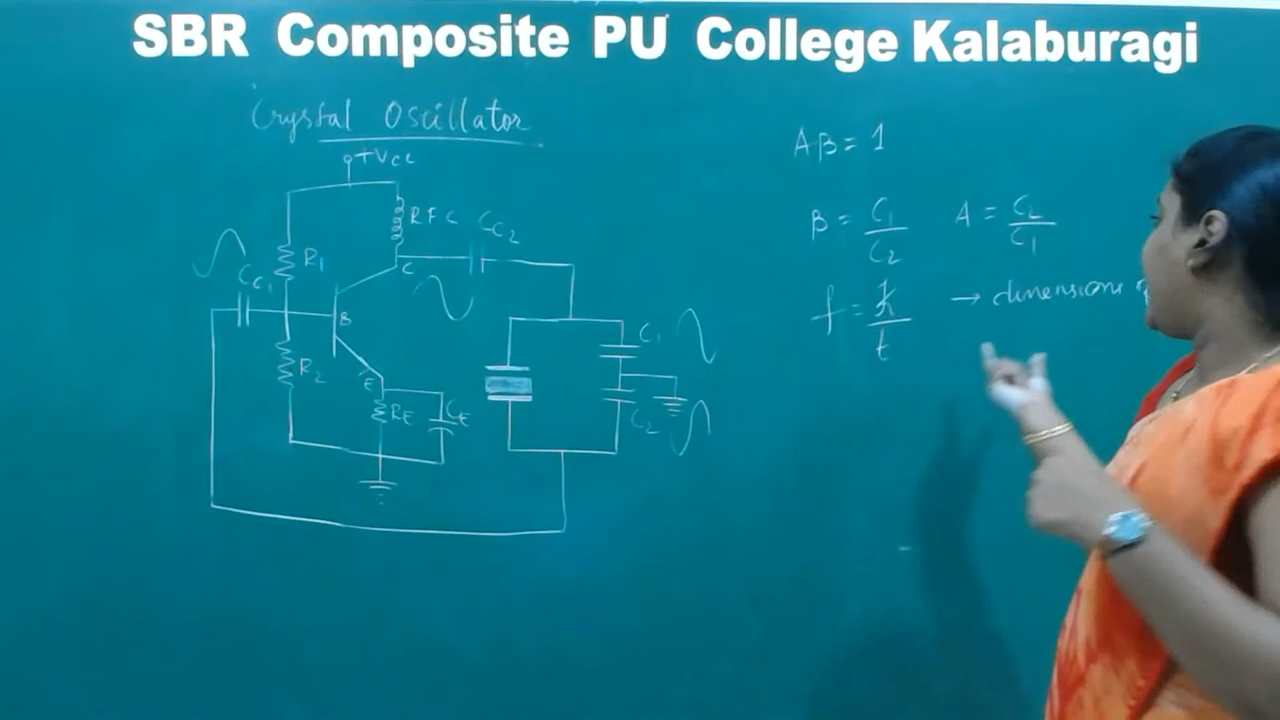 SBR Composite PU College Kalaburagi
Crystal Oscillator
+Vcc
RFC
CC2
R1
CC1
C
B
R2
E
RE
CE
C1
C2
Aβ = 1
β = C1/C2
A = C2/C1
f = k/t
→ dimensions